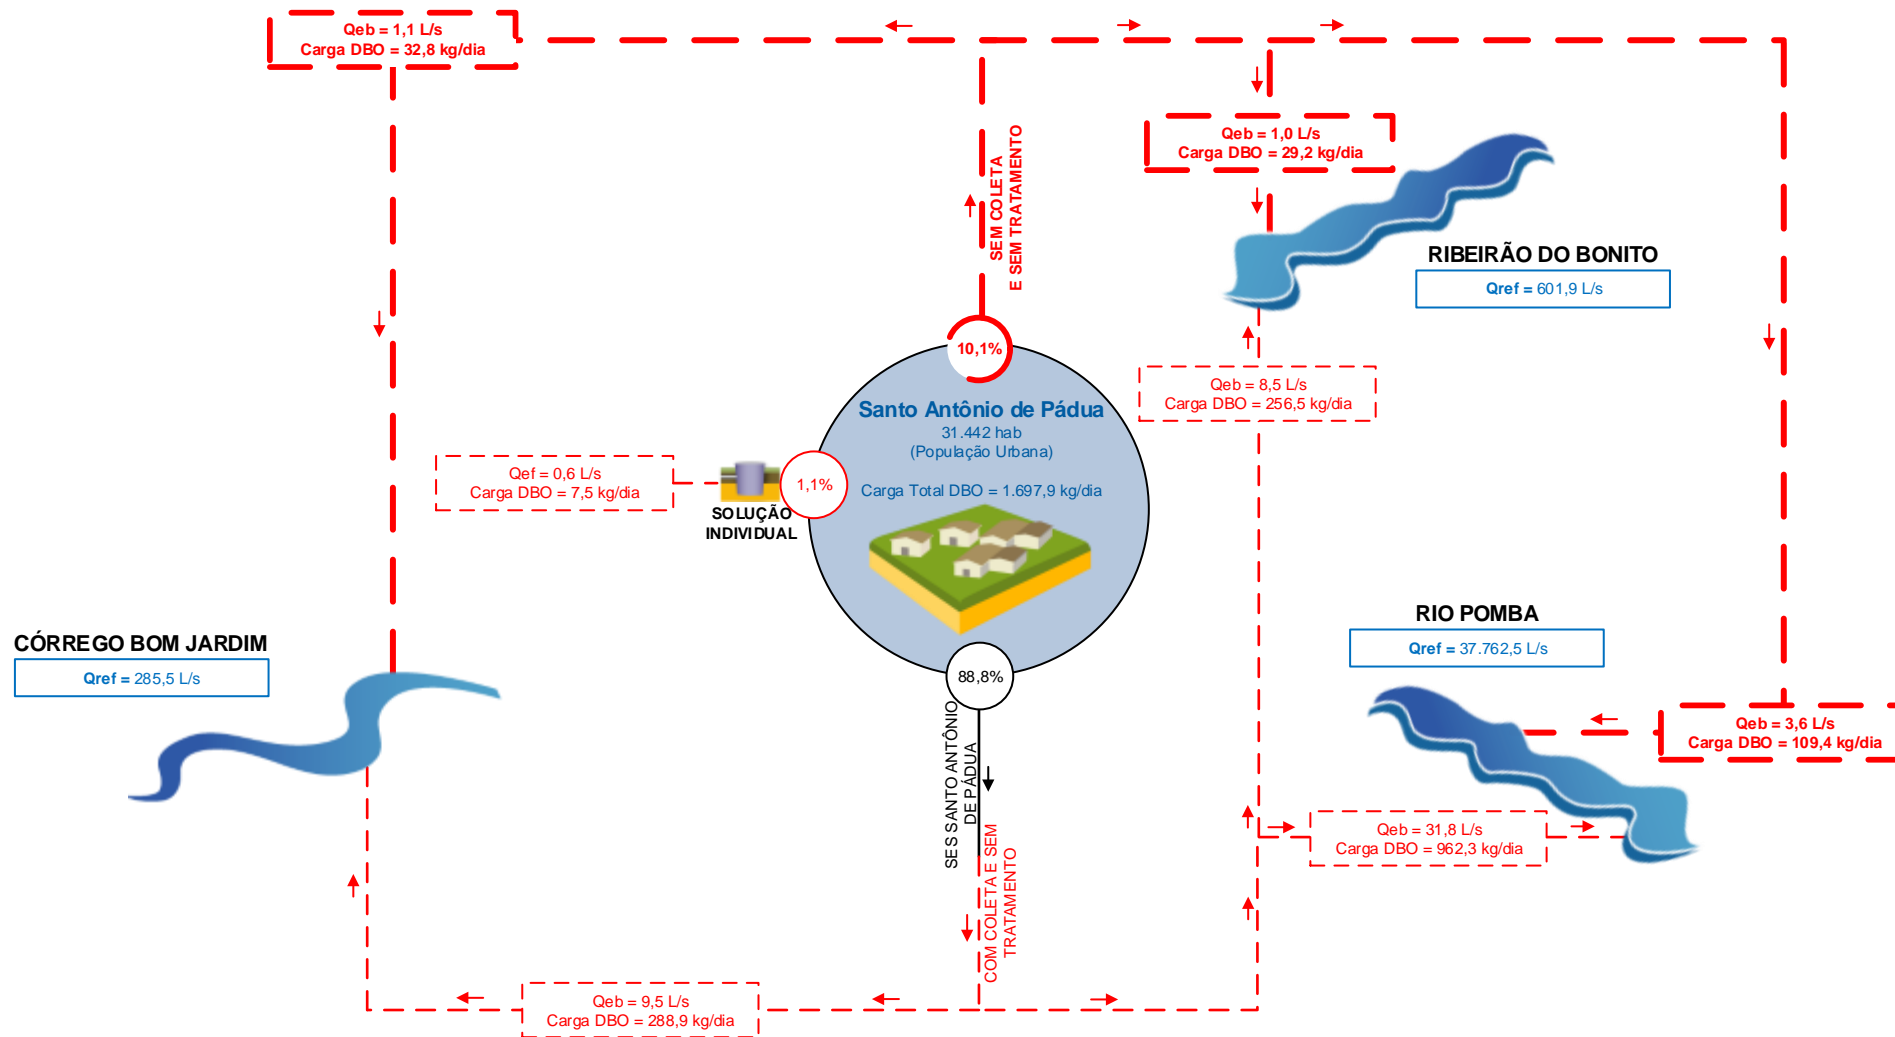 Qeb = 1,1 L/s
Carga DBO = 32,8 kg/dia
Qeb = 1,0 L/s
Carga DBO = 29,2 kg/dia
SEM COLETA
E SEM TRATAMENTO
RIBEIRÃO DO BONITO
Qref = 601,9 L/s
10,1%
Qeb = 8,5 L/s
Carga DBO = 256,5 kg/dia
Santo Antônio de Pádua
31.442 hab
(População Urbana)
Carga Total DBO = 1.697,9 kg/dia
Qef = 0,6 L/s
Carga DBO = 7,5 kg/dia
1,1%
SOLUÇÃO
INDIVIDUAL
RIO POMBA
Qref = 37.762,5 L/s
CÓRREGO BOM JARDIM
Qref = 285,5 L/s
88,8%
SES SANTO ANTÔNIO
DE PÁDUA
Qeb = 3,6 L/s
Carga DBO = 109,4 kg/dia
Qeb = 31,8 L/s
Carga DBO = 962,3 kg/dia
COM COLETA E SEM
TRATAMENTO
Qeb = 9,5 L/s
Carga DBO = 288,9 kg/dia